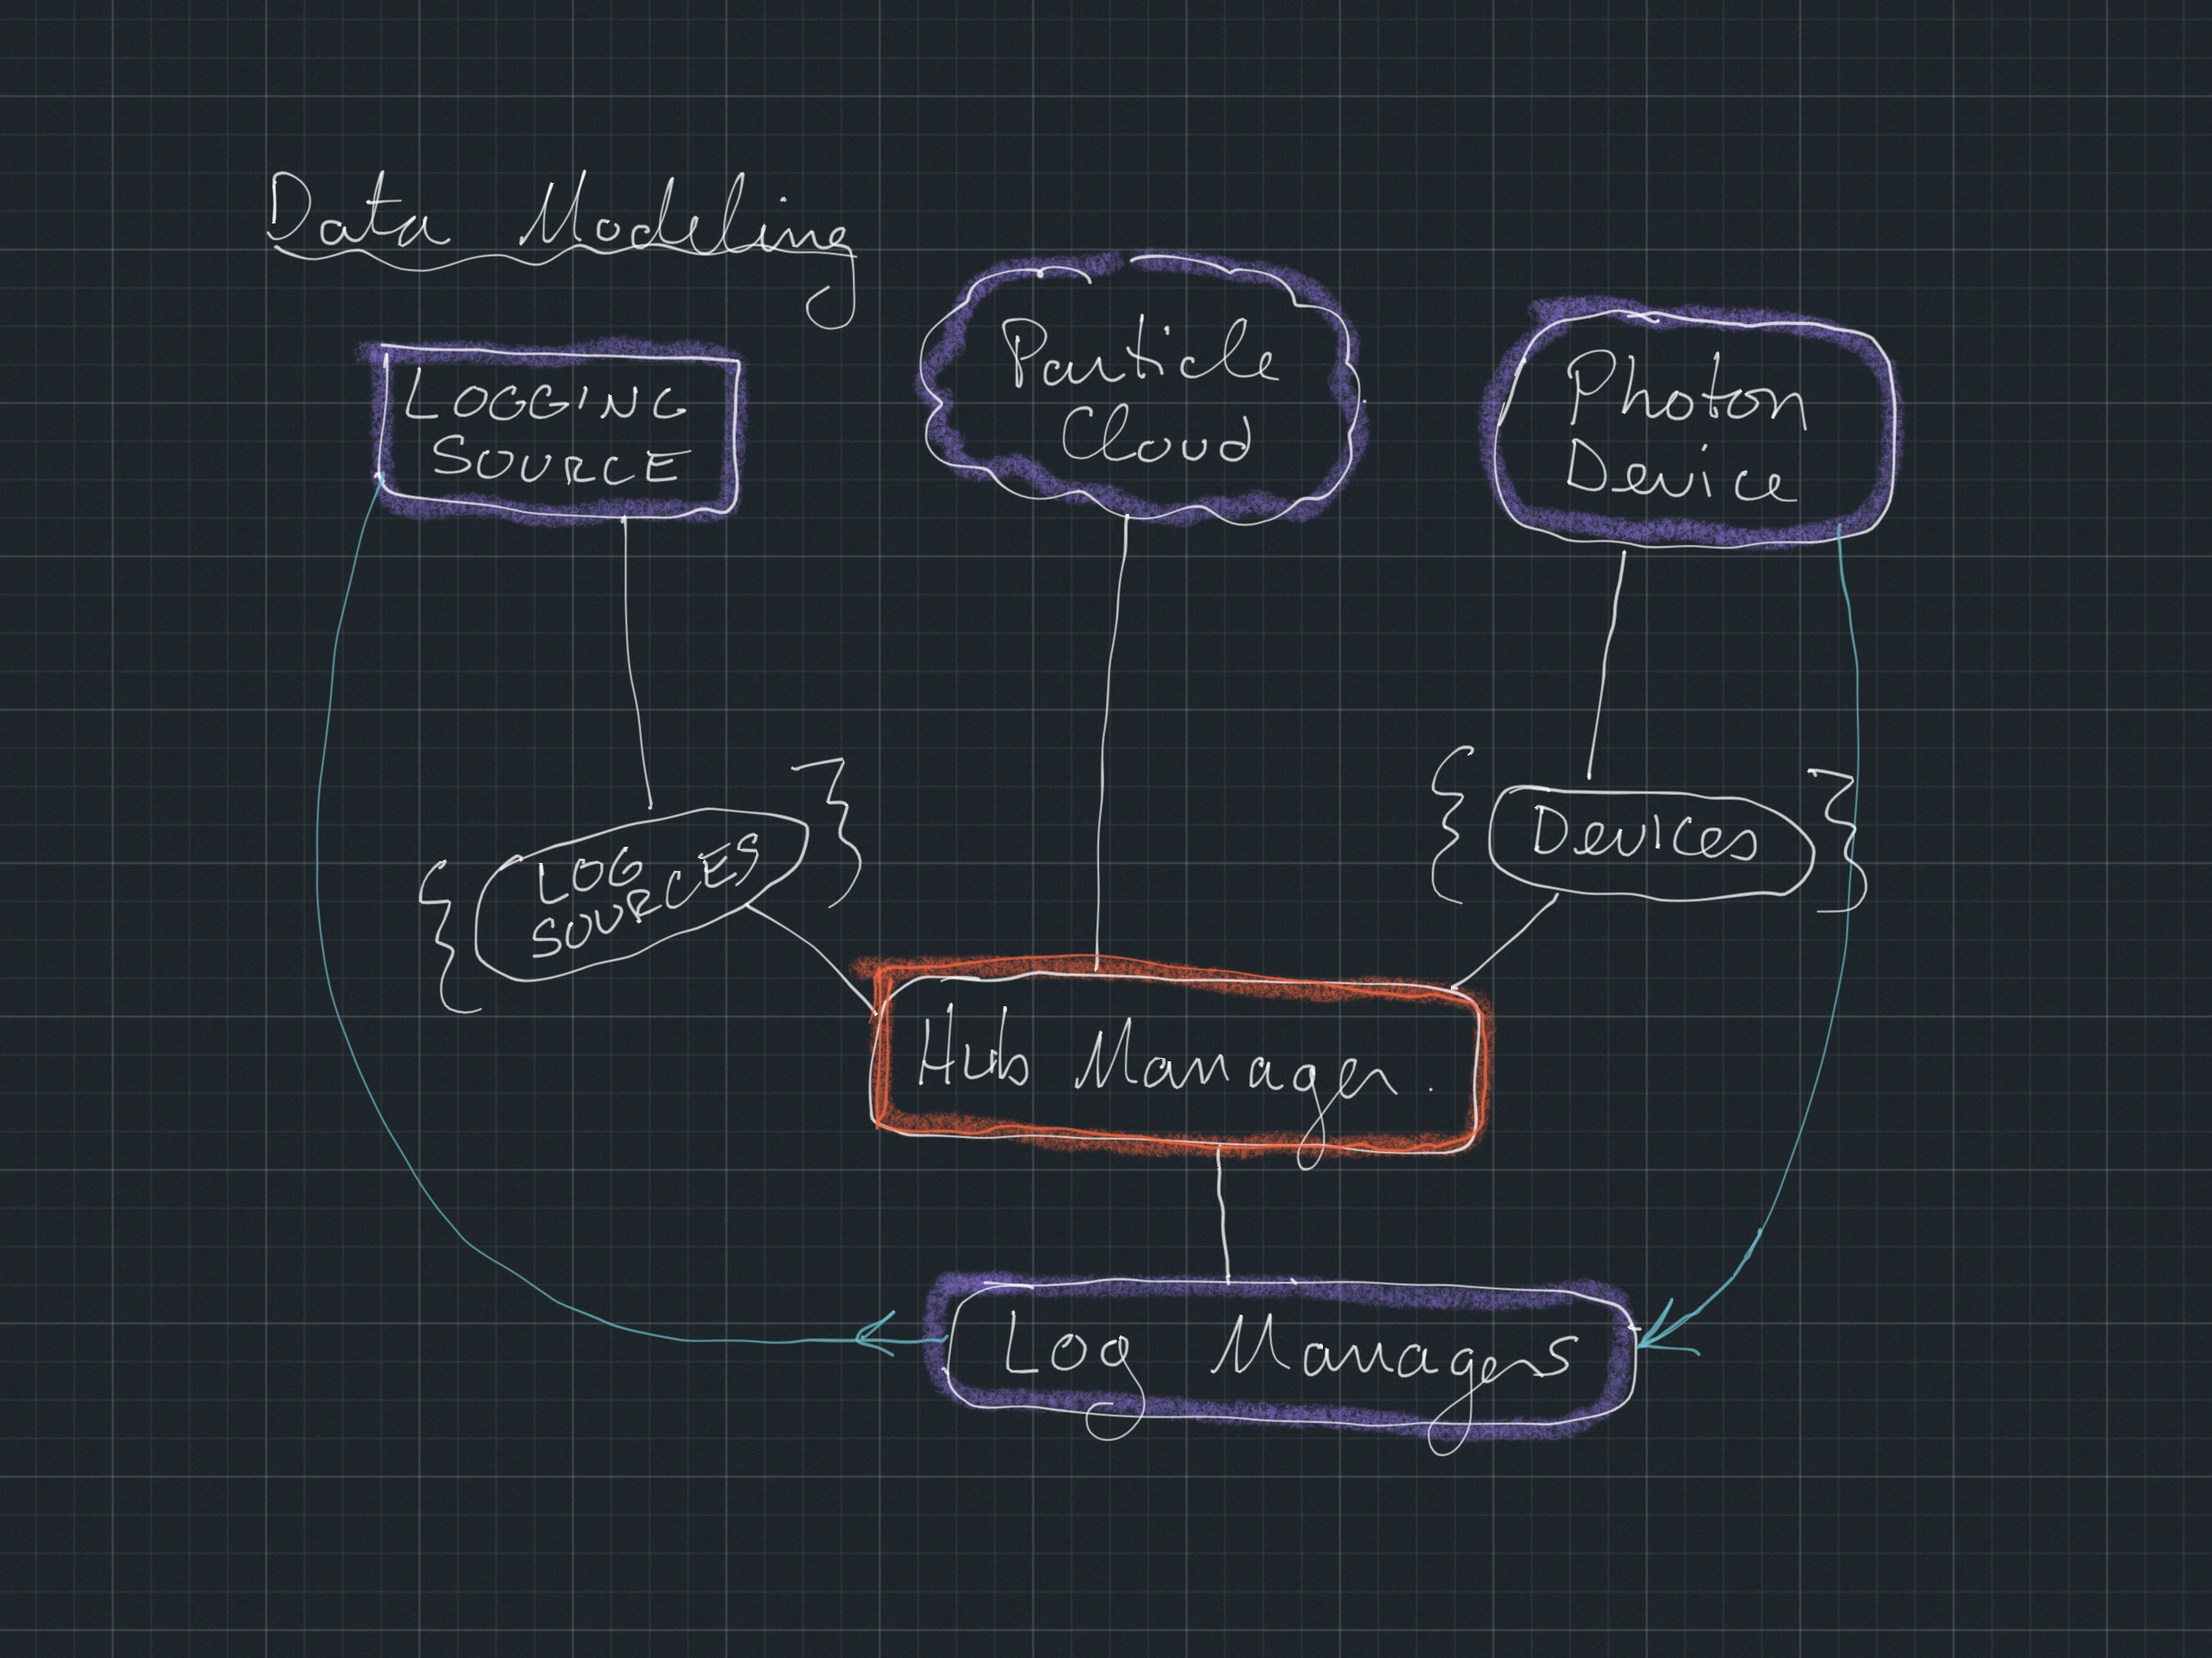 Data Modeling
LOGGING
SOURCE
Particle
Cloud
Photon
Device
LOG
SOURCES
Devices
Hub Manager.
Log Managers